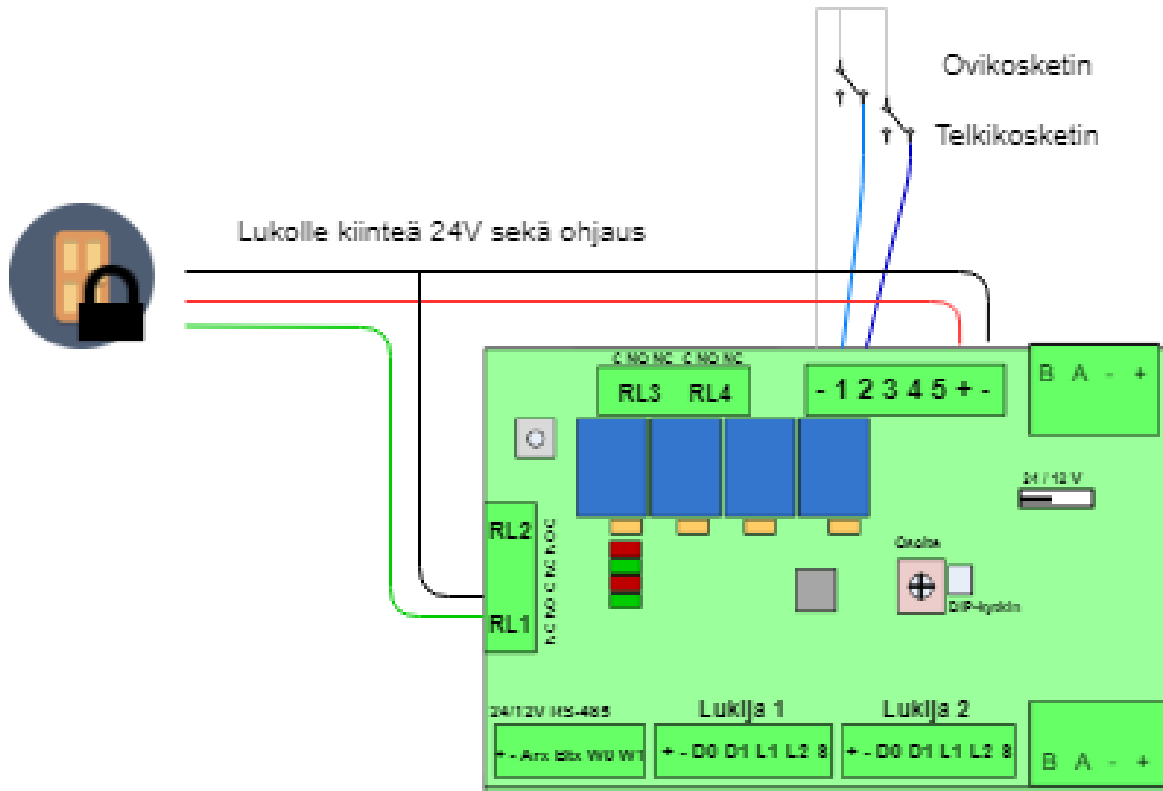 Ovikosketin
Telkikosketin
Lukolle kiinteä 24V sekä ohjaus
C NO NC C NO NC
RL3 RL4
- 1 2 3 4 5 + -
B A - +
24 / 12 V
RL2
RL1
NC NO C NC NO C
Osoite
DIP-kytkin
24/12V RS-485
Lukija 1
Lukija 2
+ - Arx Btx W0 W1
+ - D0 D1 L1 L2 S
+ - D0 D1 L1 L2 S
B A - +